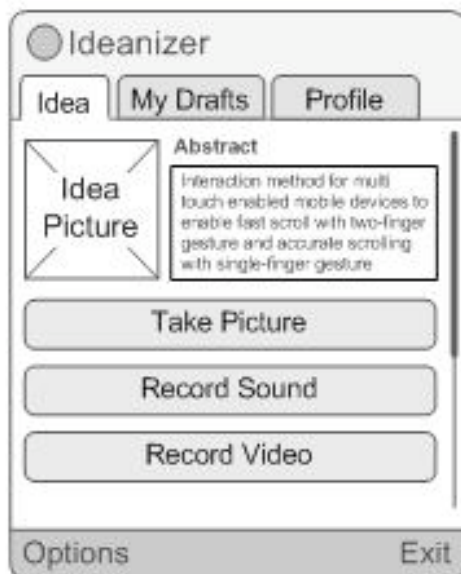 Ideanizer
Idea
My Drafts
Profile
Idea
Picture
Abstract
Interaction method for multi
touch enabled mobile devices to
enable fast scroll with two-finger
gesture and accurate scrolling
with single-finger gesture
Take Picture
Record Sound
Record Video
Options
Exit